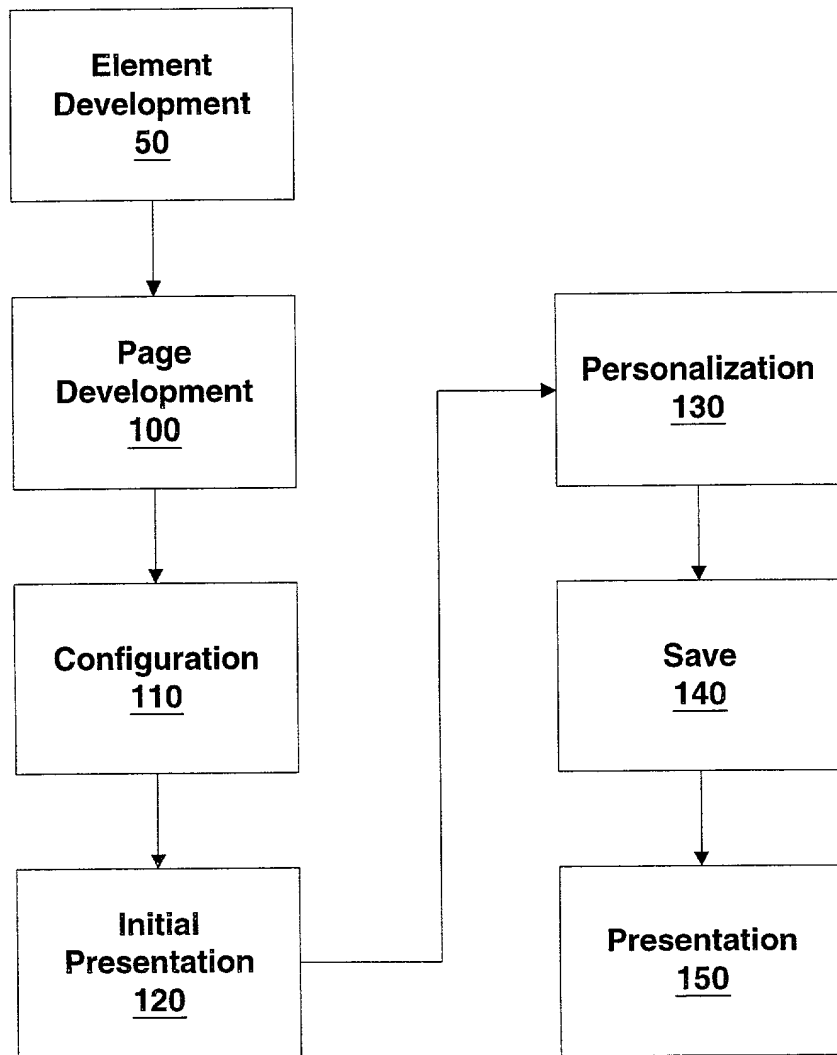 Element
Development
50
Page
Development
100
Configuration
110
Initial
Presentation
120
Personalization
130
Save
140
Presentation
150